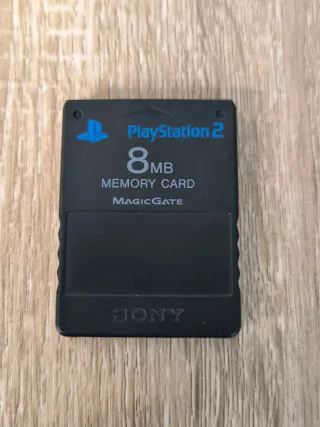 PlayStation 2
8MB
MEMORY CARD
MAGICGATE
SONY